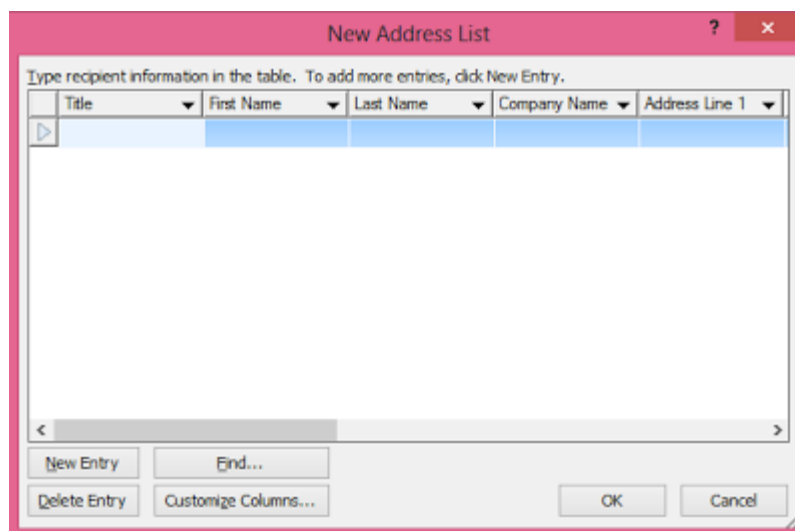 New Address List
?
×
Type recipient information in the table. To add more entries, click New Entry.
Title First Name Last Name Company Name Address Line 1
New Entry Find...
Delete Entry Customize Columns... OK Cancel